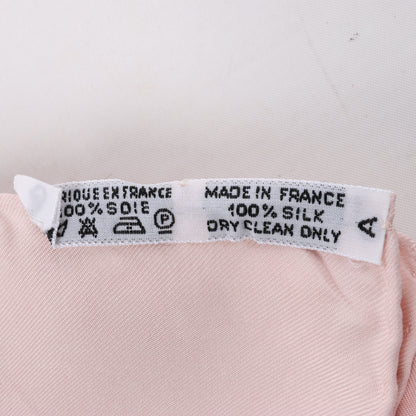 RIQUE EN FRANCE
100% SOIE
MADE IN FRANCE
100% SILK
DRY CLEAN ONLY
A